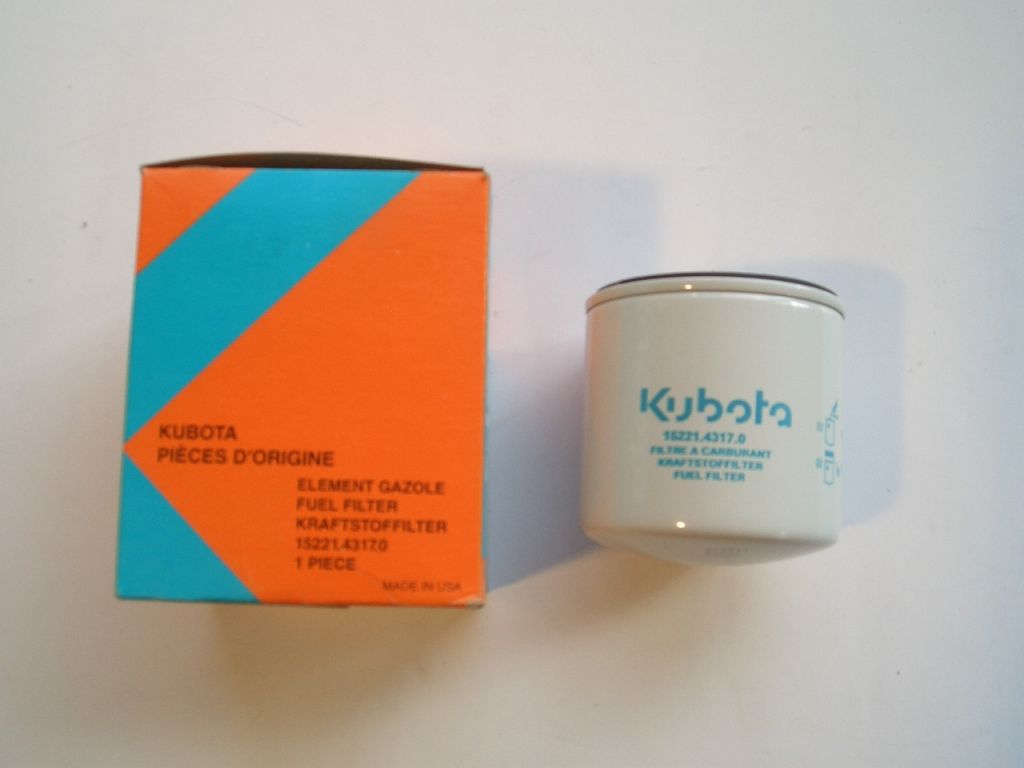 KUBOTA
PIÈCES D'ORIGINE
ELEMENT GAZOLE
FUEL FILTER
KRAFTSTOFFILTER
15221.4317.0
1 PIECE
MADE IN USA
Kubota
15221.4317.0
FILTRE A CARBURANT
KRAFTSTOFFILTER
FUEL FILTER